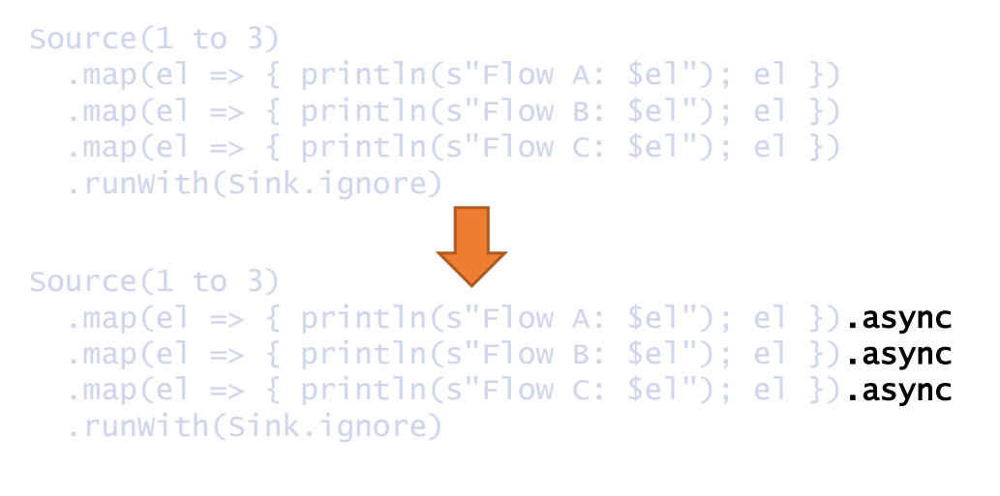 Source(1 to 3)
  .map(el => { println(s"Flow A: $el"); el })
  .map(el => { println(s"Flow B: $el"); el })
  .map(el => { println(s"Flow C: $el"); el })
  .runWith(Sink.ignore)
Source(1 to 3)
  .map(el => { println(s"Flow A: $el"); el }).async
  .map(el => { println(s"Flow B: $el"); el }).async
  .map(el => { println(s"Flow C: $el"); el }).async
  .runWith(Sink.ignore)